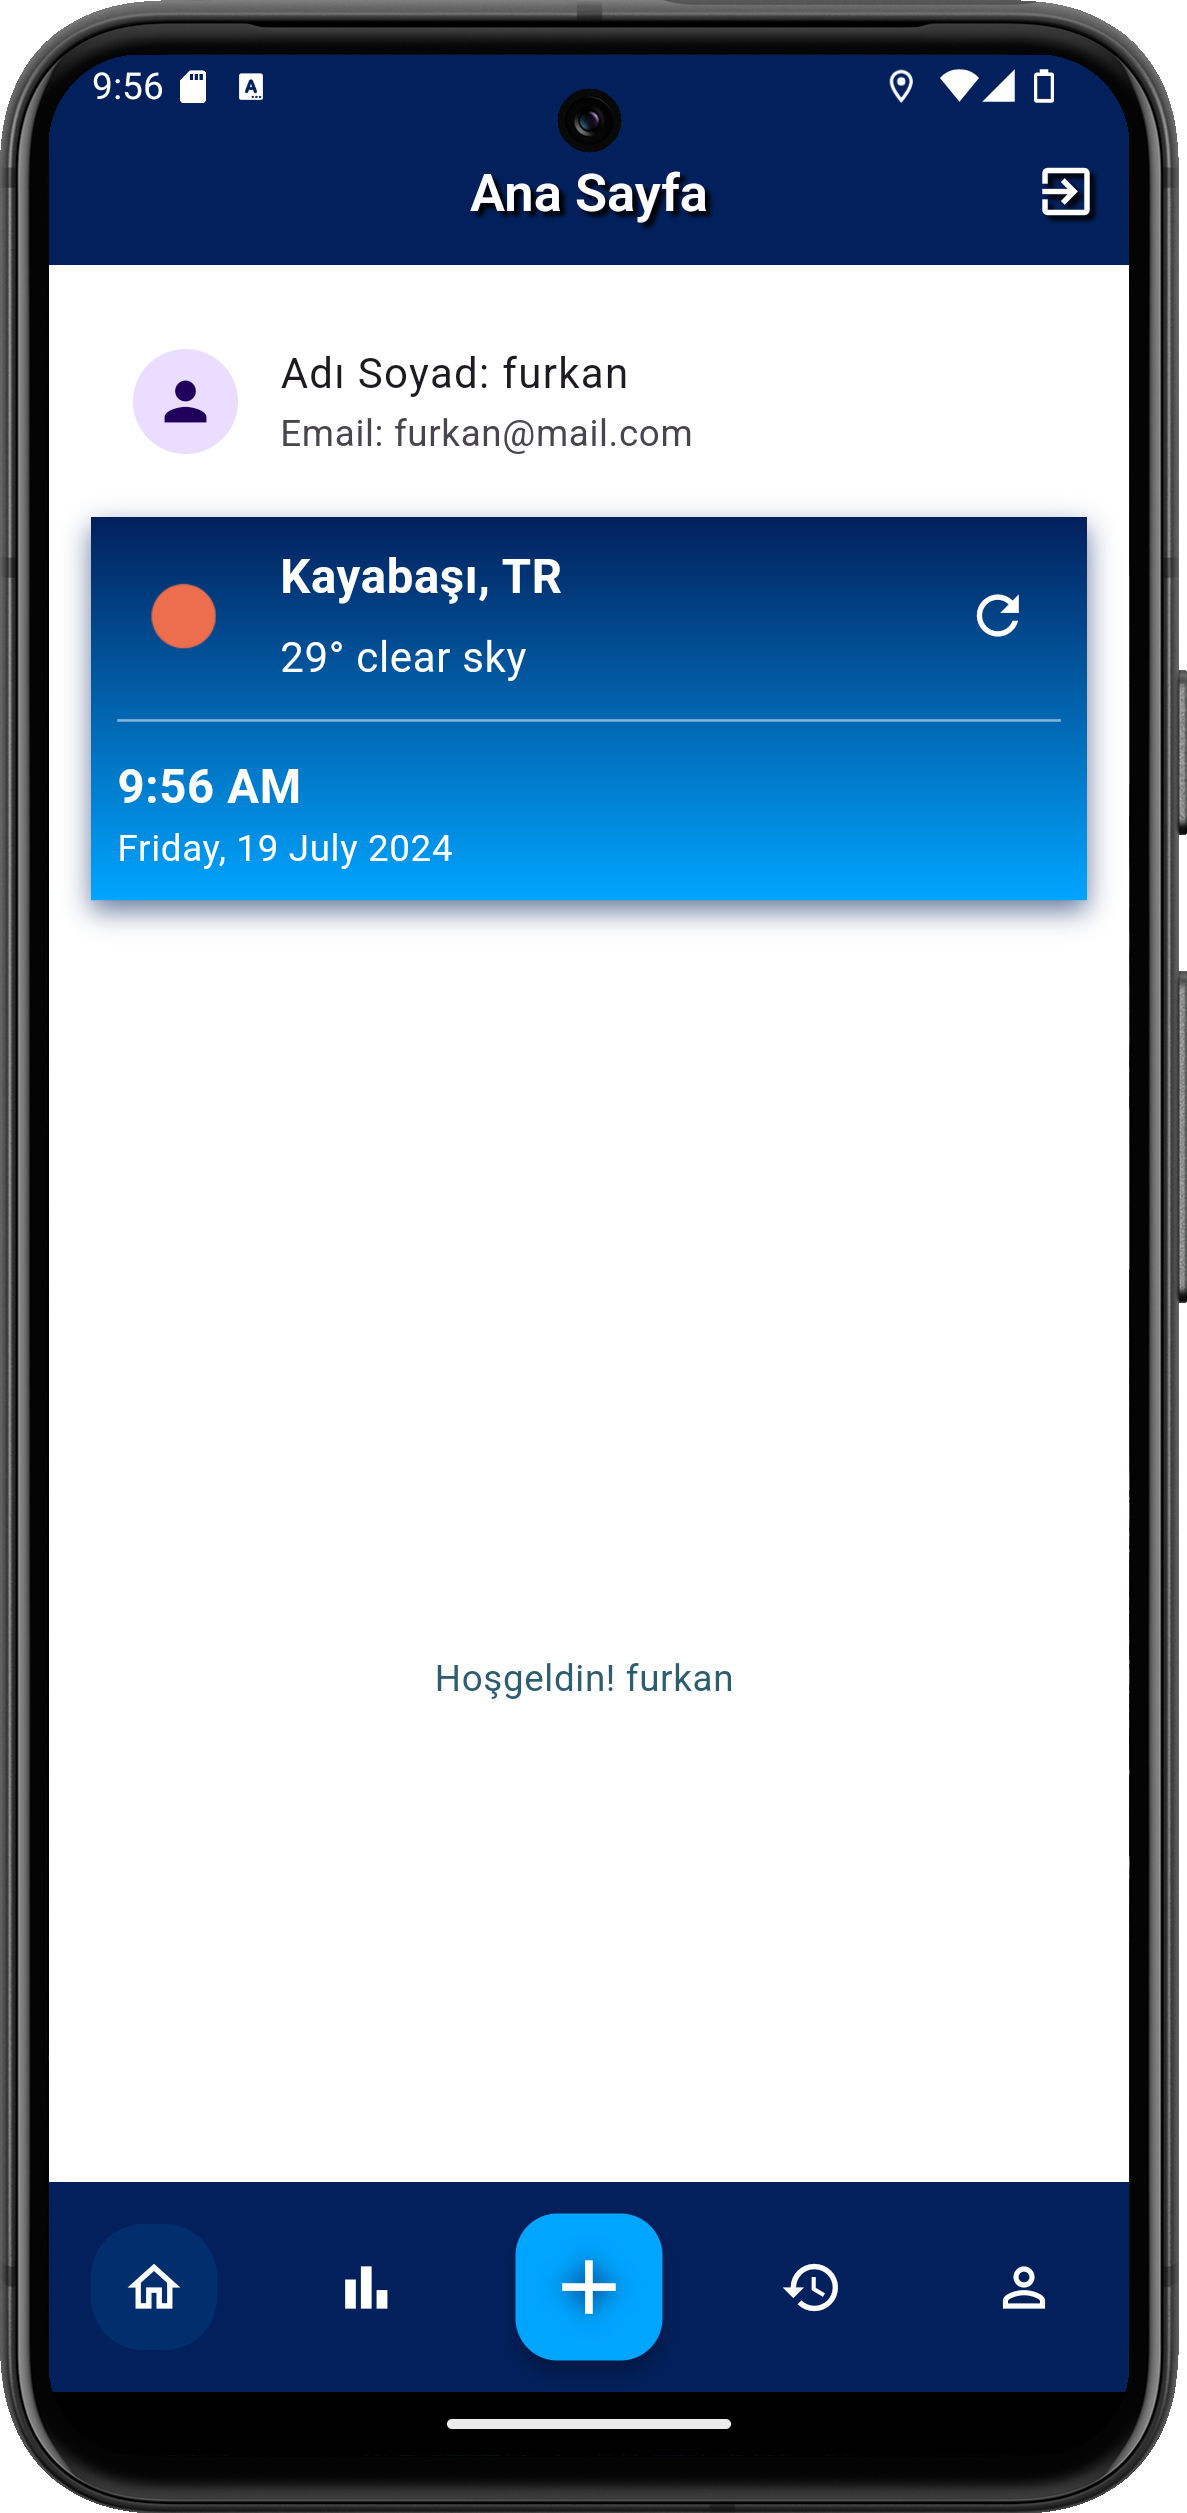 9:56
Ana Sayfa
Adı Soyad: furkan
Email: furkan@mail.com
Kayabaşı, TR
29° clear sky
9:56 AM
Friday, 19 July 2024
Hoşgeldin! furkan